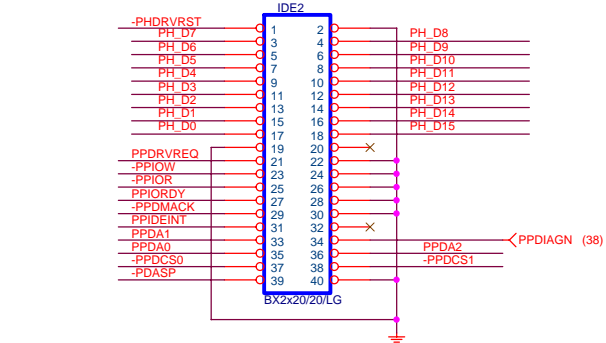 IDE2
-PHDRVRST 1 2
PH_D7 3 4 PH_D8
PH_D6 5 6 PH_D9
PH_D5 7 8 PH_D10
PH_D4 9 10 PH_D11
PH_D3 11 12 PH_D12
PH_D2 13 14 PH_D13
PH_D1 15 16 PH_D14
PH_D0 17 18 PH_D15
19 20
PPDRVREQ 21 22
-PPIOW 23 24
-PPIOR 25 26
PPIORDY 27 28
-PPDMACK 29 30
PPIDEINT 31 32
PPDA1 33 34 PPDIAGN (38)
PPDA0 35 36 PPDA2
-PPDCS0 37 38 -PPDCS1
-PDASP 39 40
BX2x20/20/LG